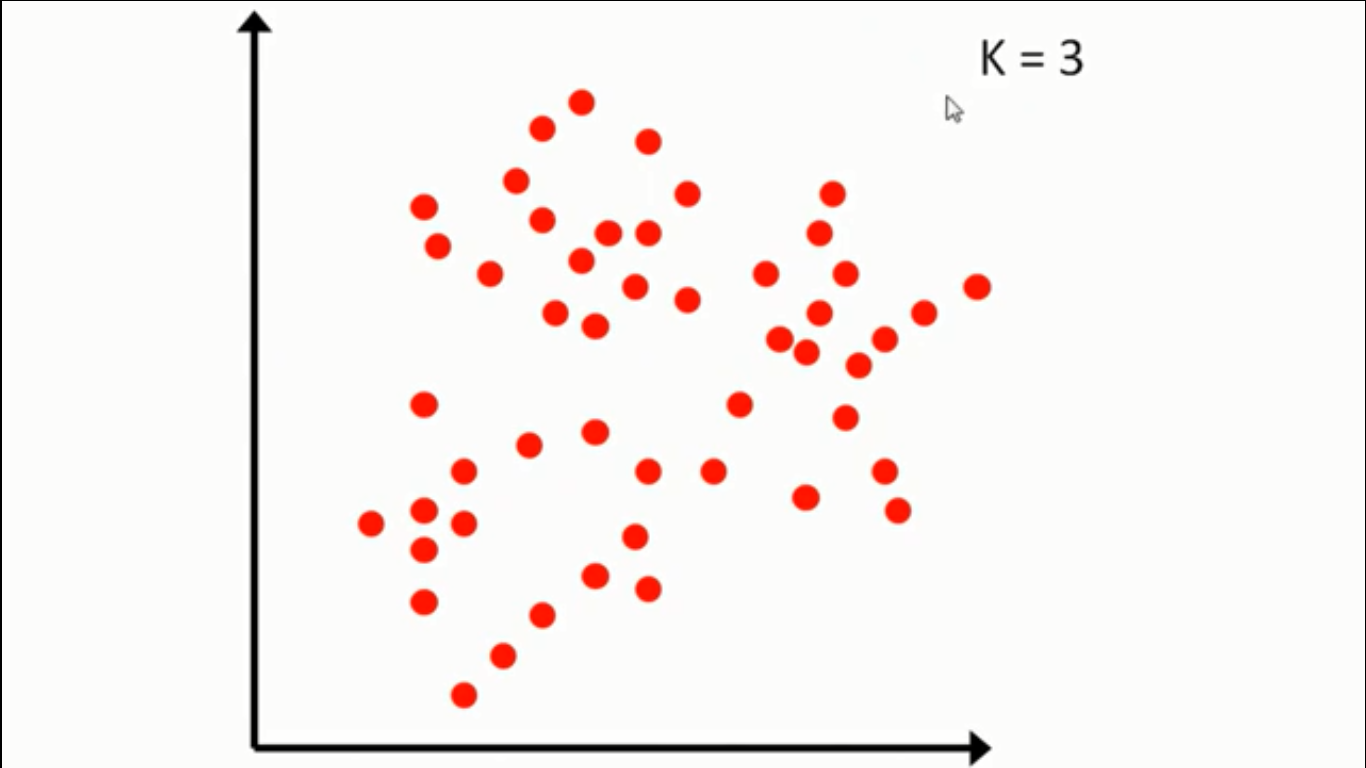 K = 3